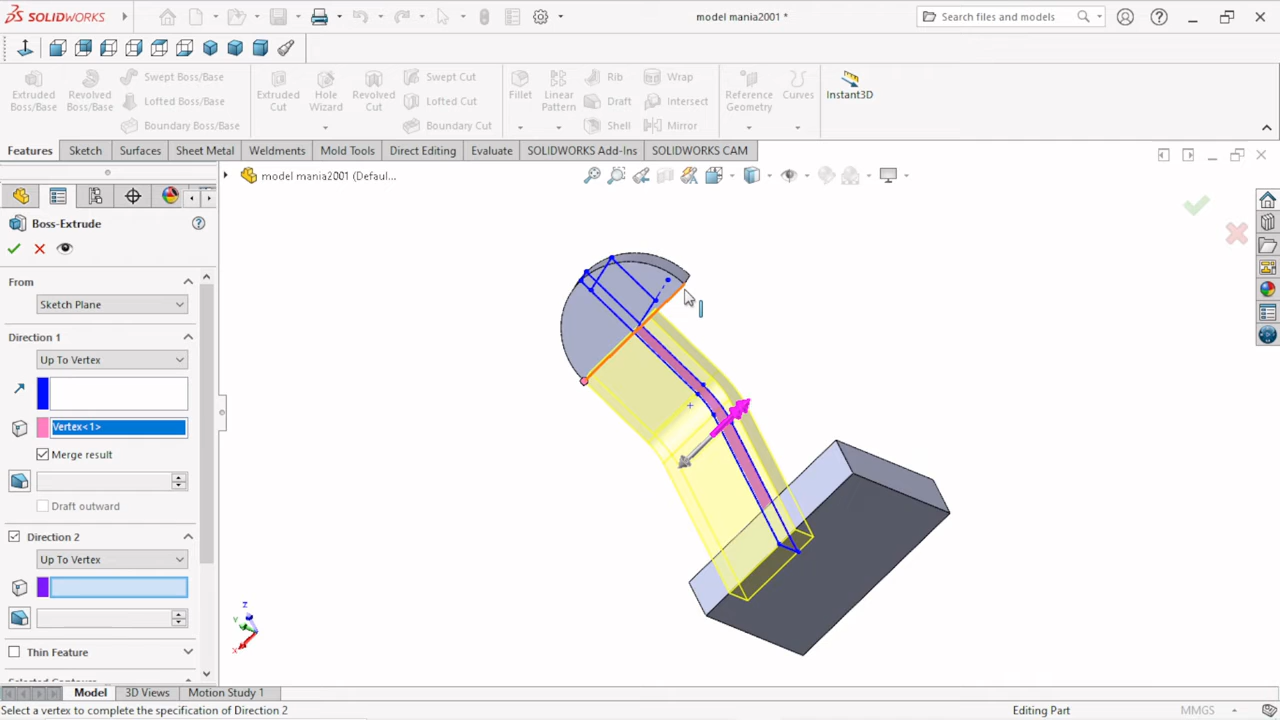 SOLIDWORKS
model mania2001 *
Search files and models
Extruded Boss/Base
Revolved Boss/Base
Swept Boss/Base
Lofted Boss/Base
Boundary Boss/Base
Extruded Cut
Hole Wizard
Revolved Cut
Swept Cut
Lofted Cut
Boundary Cut
Fillet
Linear Pattern
Rib
Draft
Shell
Wrap
Intersect
Mirror
Reference Geometry
Curves
Instant3D
Features
Sketch
Surfaces
Sheet Metal
Weldments
Mold Tools
Direct Editing
Evaluate
SOLIDWORKS Add-Ins
SOLIDWORKS CAM
model mania2001 (Defaul...
Boss-Extrude
From
Sketch Plane
Direction 1
Up To Vertex
Vertex<1>
Merge result
Draft outward
Direction 2
Up To Vertex
Thin Feature
Selected Contours
Z
Y
X
Model
3D Views
Motion Study 1
Select a vertex to complete the specification of Direction 2
Editing Part
MMGS